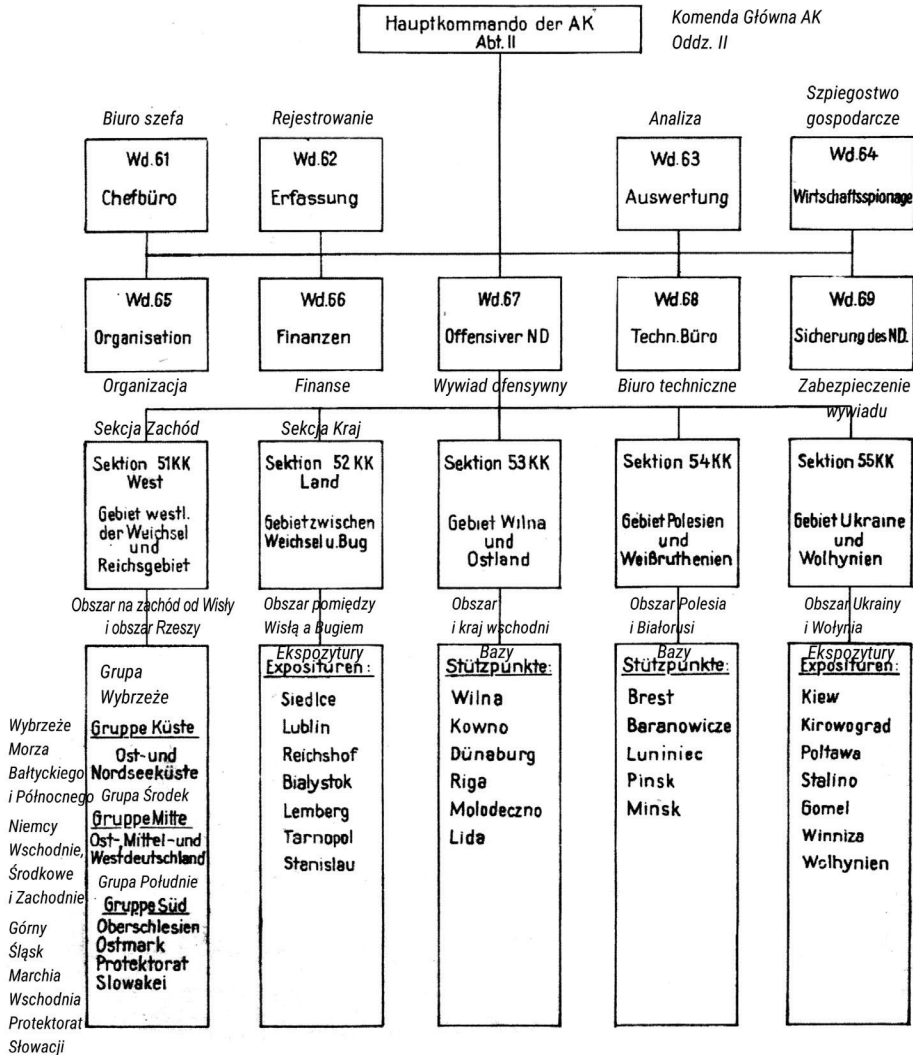 Hauptkommando der AK
Abt. II
Komenda Główna AK
Oddz. II
Biuro szefa
Wd.61
Chefbüro
Rejestrowanie
Wd.62
Erfassung
Analiza
Wd.63
Auswertung
Szpiegostwo
gospodarcze
Wd.64
Wirtschaftsspionage
Wd.65
Organisation
Organizacja
Wd.66
Finanzen
Finanse
Wd.67
Offensiver ND
Wywiad ofensywny
Wd.68
Techn.Büro
Biuro techniczne
Wd.69
Sicherung des ND.
Zabezpieczenie
wywiadu
Sekcja Zachód
Sektion 51KK
West
Gebiet westl.
der Weichsel
und
Reichsgebiet
Obszar na zachód od Wisły
i obszar Rzeszy
Sekcja Kraj
Sektion 52KK
Land
Gebiet zwischen
Weichsel u. Bug
Obszar pomiędzy
Wisłą a Bugiem
Sektion 53KK
Gebiet Wilna
und
Ostland
Obszar
i kraj wschodni
Sektion 54KK
Gebiet Polesien
und
Weißruthenien
Obszar Polesia
i Białorusi
Sektion 55KK
Gebiet Ukraine
und
Wolhynien
Obszar Ukrainy
i Wołynia
Grupa
Wybrzeże
Gruppe Küste
Ost-und
Nordseeküste
Grupa Środek
Gruppe Mitte
Ost-,Mittel-und
Westdeutschland
Grupa Południe
Gruppe Süd
Oberschlesien
Ostmark
Protektorat
Slowakei
Wybrzeże
Morza
Bałtyckiego
i Północnego
Niemcy
Wschodnie,
Środkowe
i Zachodnie
Górny
Śląsk
Marchia
Wschodnia
Protektorat
Słowacji
Ekspozytury
Exposituren:
Siedlce
Lublin
Reichshof
Bialystok
Lemberg
Tarnopol
Stanislau
Bazy
Stützpunkte:
Wilna
Kowno
Dünaburg
Riga
Molodeczno
Lida
Bazy
Stützpunkte:
Brest
Baranowicze
Luniniec
Pinsk
Minsk
Ekspozytury
Exposituren:
Kiew
Kirowograd
Poltawa
Stalino
Gomel
Winniza
Wolhynien